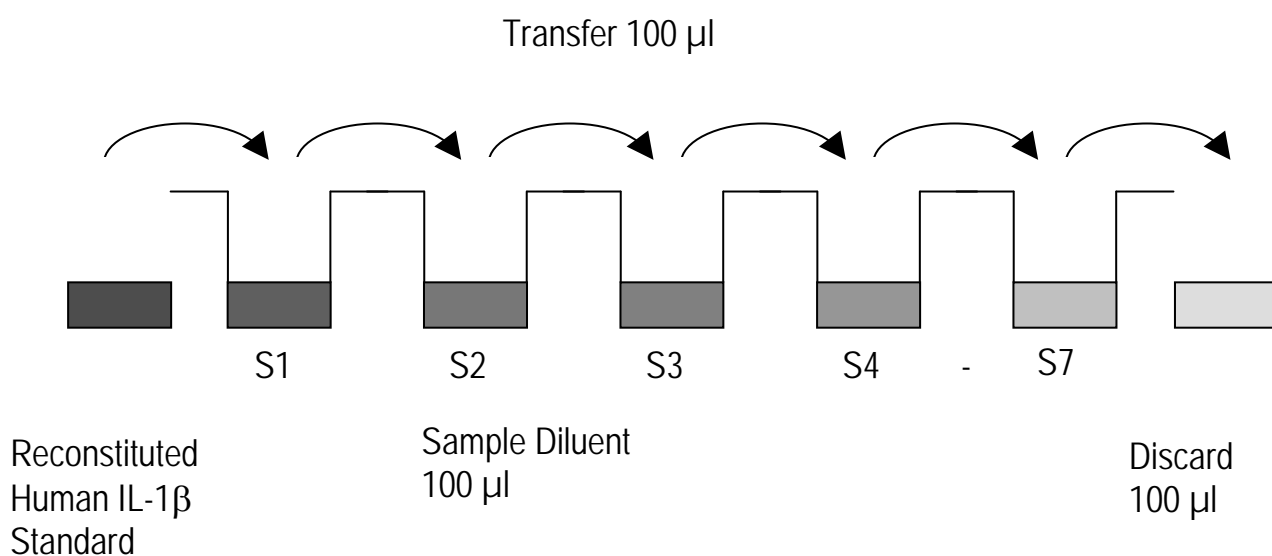 Transfer 100 µl
S1 S2 S3 S4 - S7
Reconstituted
Human IL-1β
Standard
Sample Diluent
100 µl
Discard
100 µl